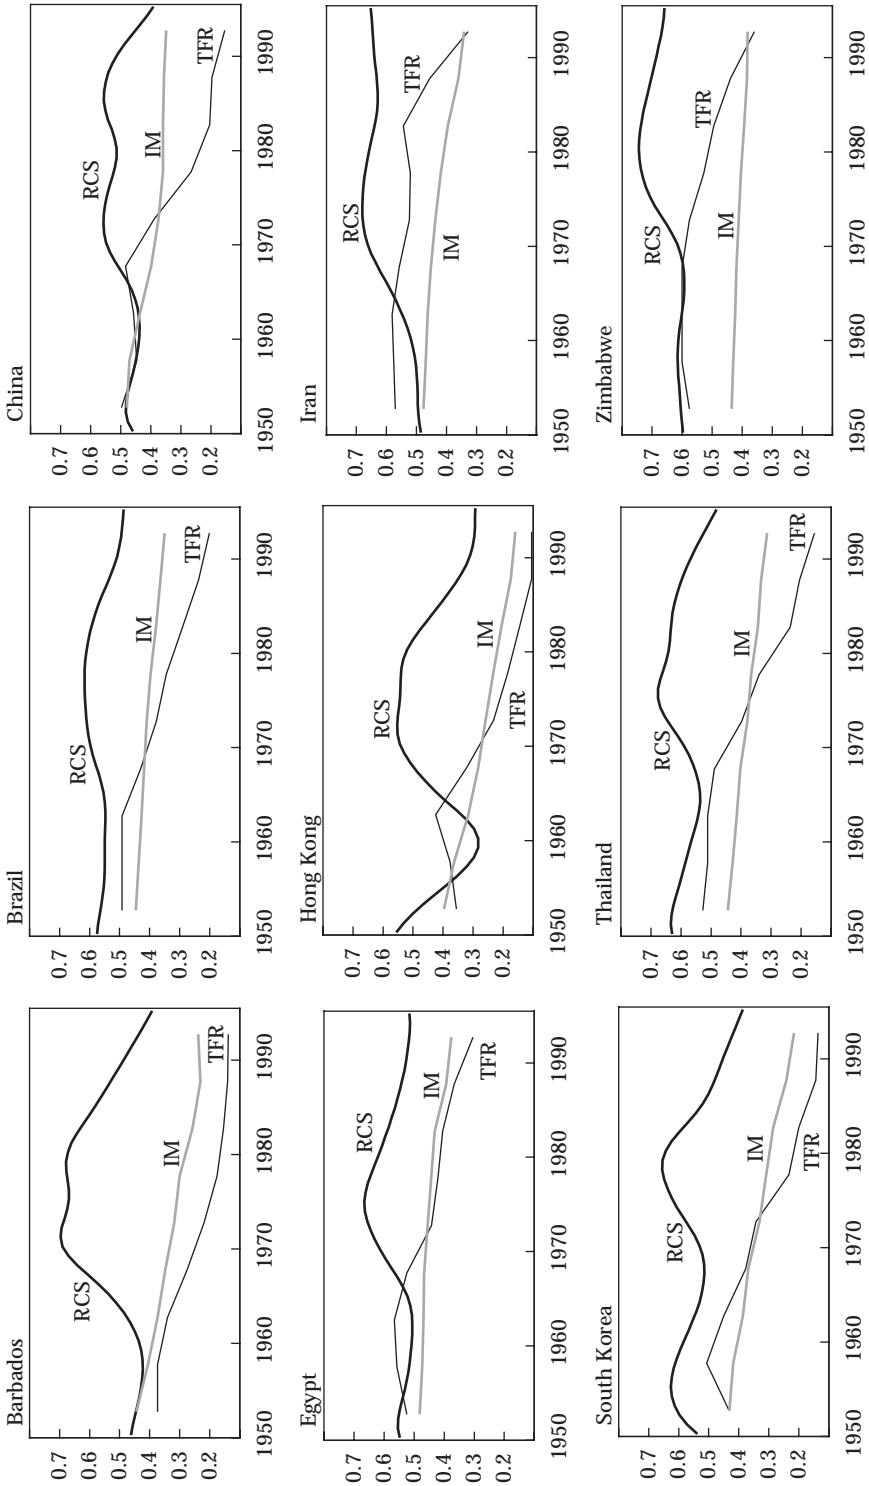 Barbados
0.7
0.6
0.5
0.4
0.3
0.2
RCS
IM
TFR
1950 1960 1970 1980 1990
Brazil
0.7
0.6
0.5
0.4
0.3
0.2
RCS
IM
TFR
1950 1960 1970 1980 1990
China
0.7
0.6
0.5
0.4
0.3
0.2
RCS
IM
TFR
1950 1960 1970 1980 1990
Egypt
0.7
0.6
0.5
0.4
0.3
0.2
RCS
IM
TFR
1950 1960 1970 1980 1990
Hong Kong
0.7
0.6
0.5
0.4
0.3
0.2
RCS
IM
TFR
1950 1960 1970 1980 1990
Iran
0.7
0.6
0.5
0.4
0.3
0.2
RCS
TFR
IM
1950 1960 1970 1980 1990
South Korea
0.7
0.6
0.5
0.4
0.3
0.2
RCS
IM
TFR
1950 1960 1970 1980 1990
Thailand
0.7
0.6
0.5
0.4
0.3
0.2
RCS
IM
TFR
1950 1960 1970 1980 1990
Zimbabwe
0.7
0.6
0.5
0.4
0.3
0.2
RCS
TFR
IM
1950 1960 1970 1980 1990